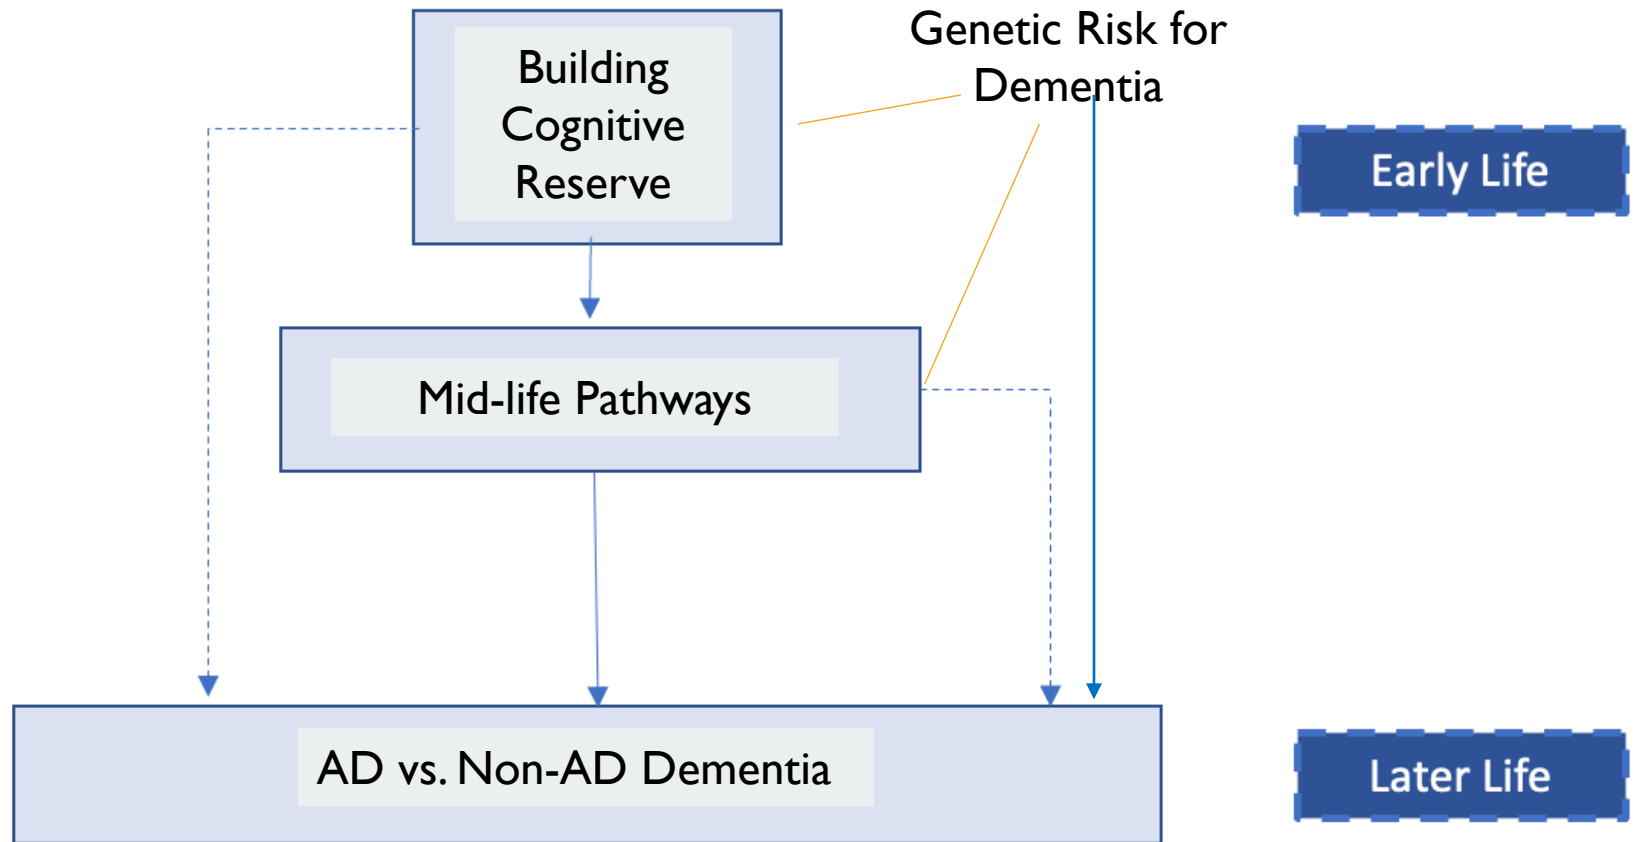 Building
Cognitive
Reserve
Genetic Risk for
Dementia
Early Life
Mid-life Pathways
AD vs. Non-AD Dementia
Later Life